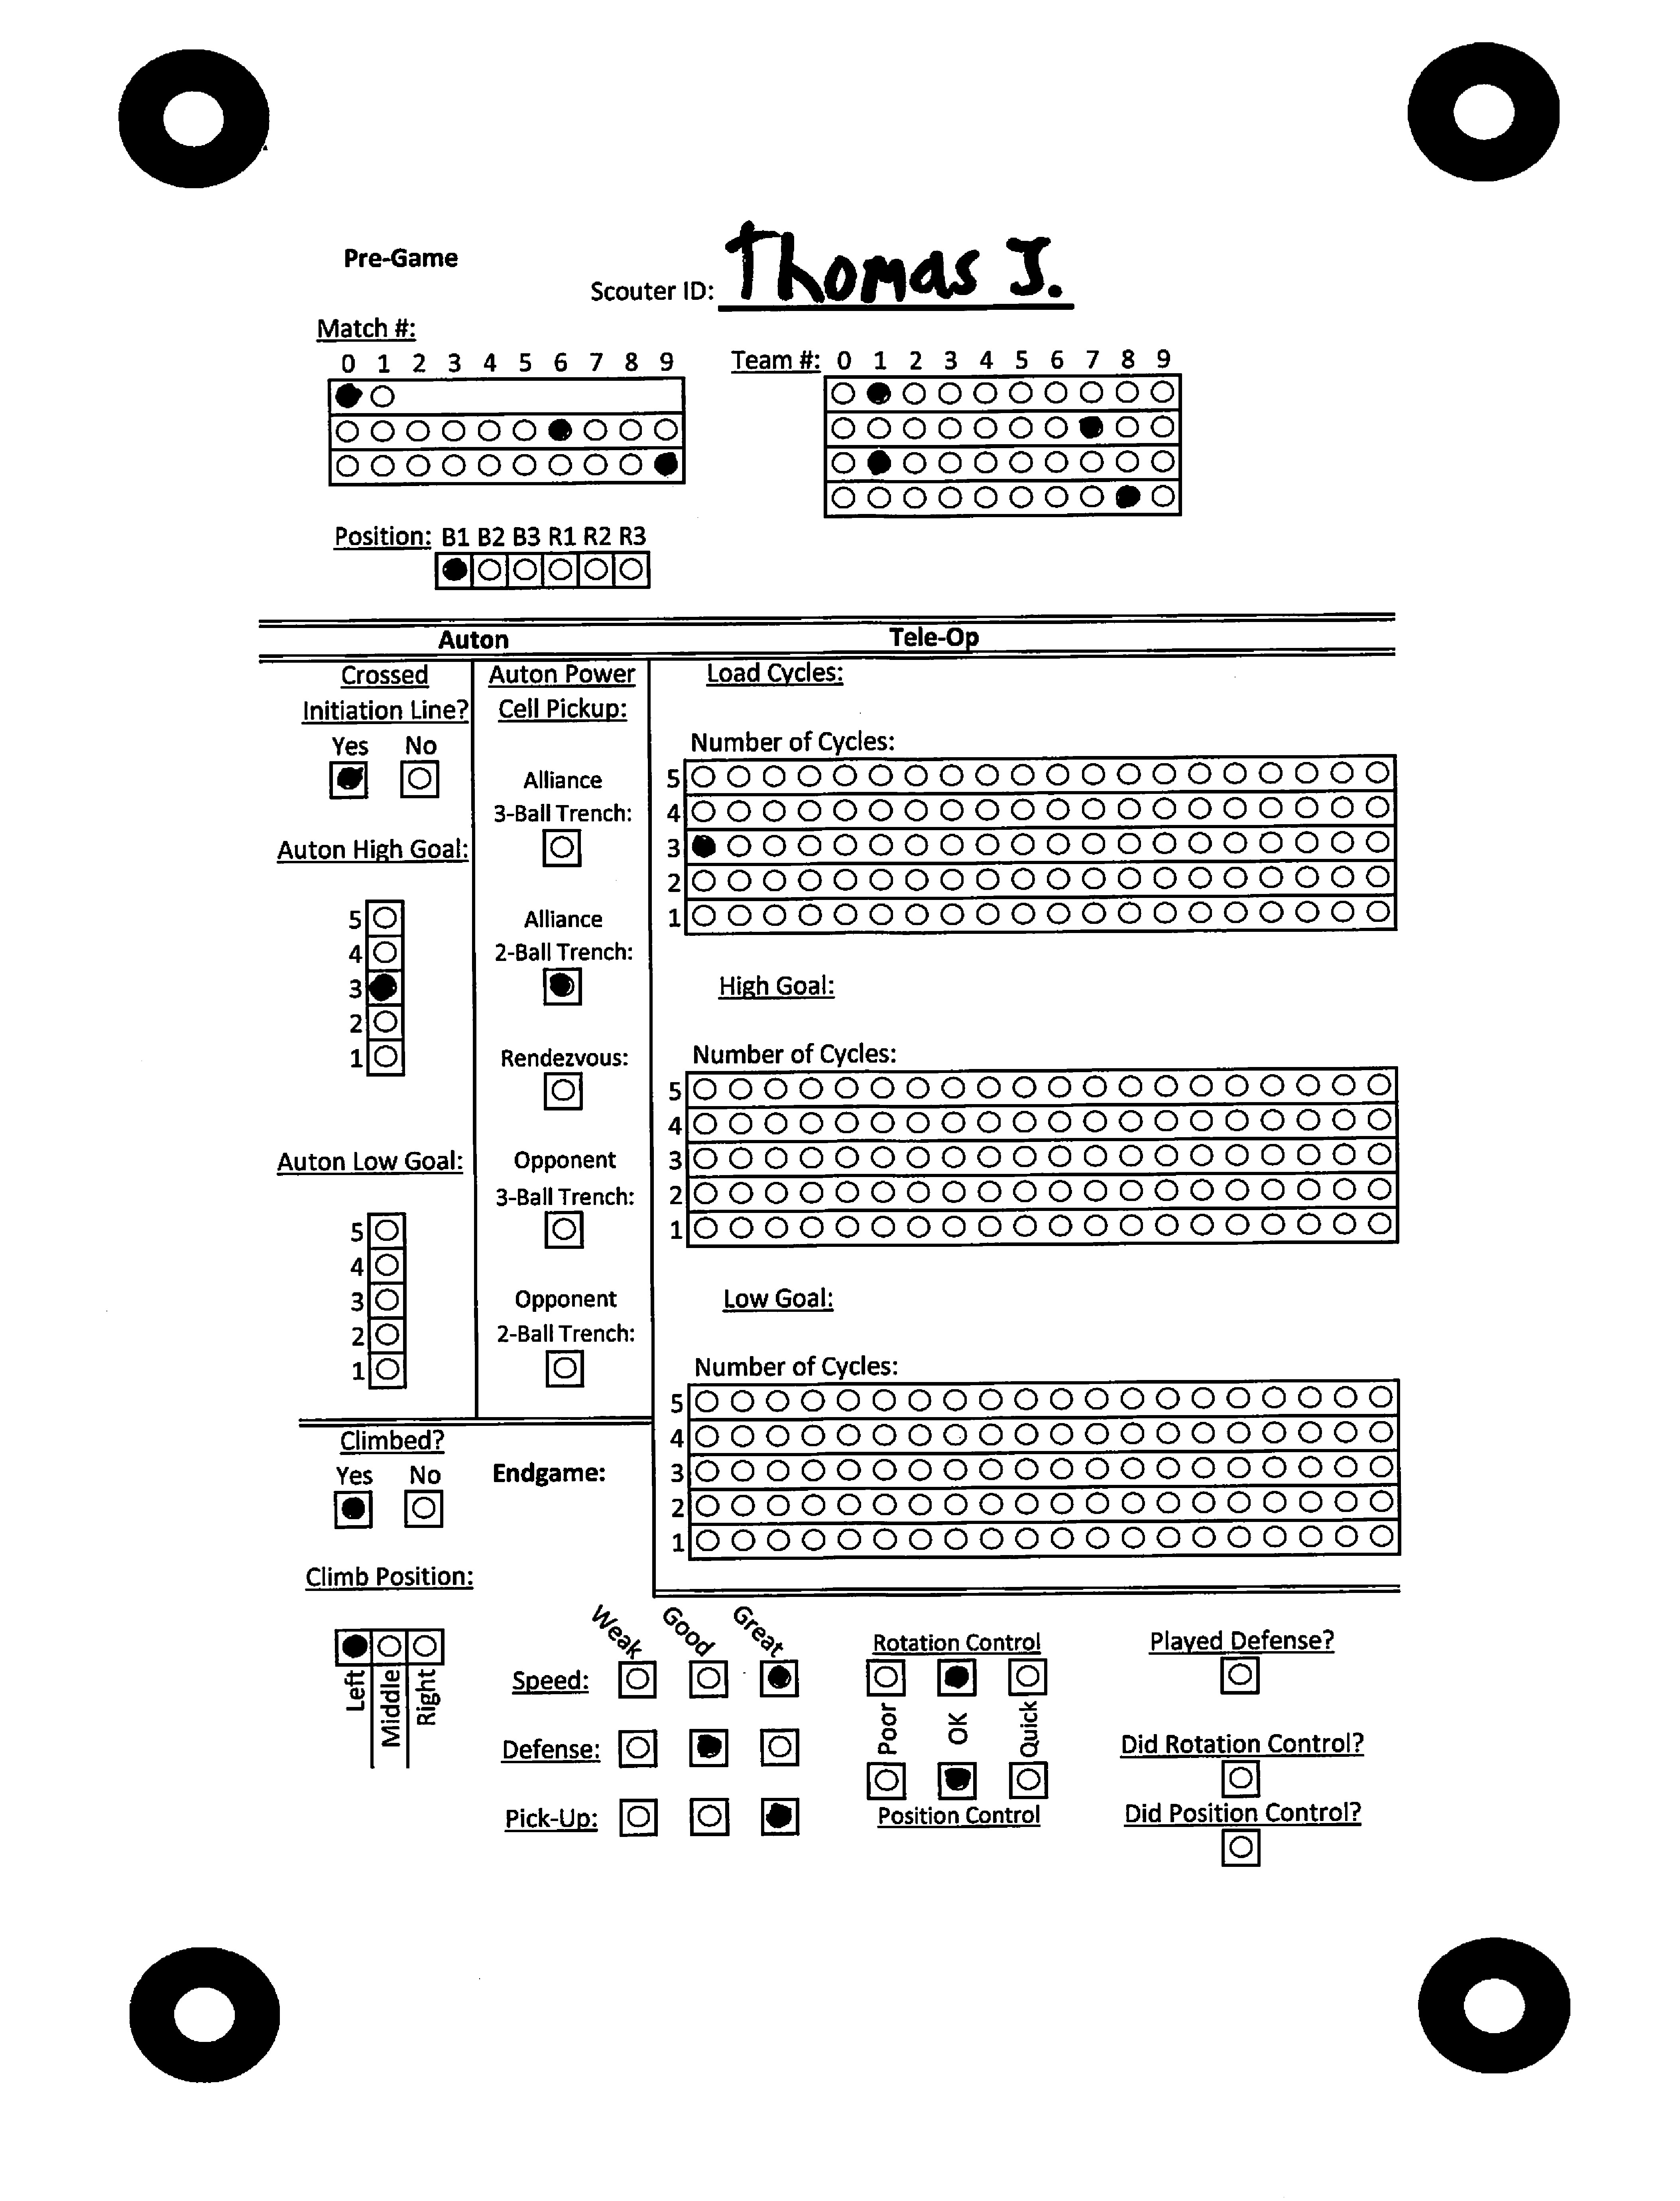 Pre-Game
Scouter ID: Thomas J.
Match #:
0 1 2 3 4 5 6 7 8 9
Team #: 0 1 2 3 4 5 6 7 8 9
Position: B1 B2 B3 R1 R2 R3
Auton
Tele-Op
Crossed
Initiation Line?
Yes No
Auton High Goal:
5
4
3
2
1
Auton Low Goal:
5
4
3
2
1
Auton Power
Cell Pickup:
Alliance
3-Ball Trench:
Alliance
2-Ball Trench:
Rendezvous:
Opponent
3-Ball Trench:
Opponent
2-Ball Trench:
Load Cycles:
Number of Cycles:
5
4
3
2
1
High Goal:
Number of Cycles:
5
4
3
2
1
Low Goal:
Number of Cycles:
5
4
3
2
1
Climbed?
Yes No
Endgame:
Climb Position:
Left
Middle
Right
Weak Good Great
Speed:
Defense:
Pick-Up:
Rotation Control
Poor OK Quick
Position Control
Played Defense?
Did Rotation Control?
Did Position Control?